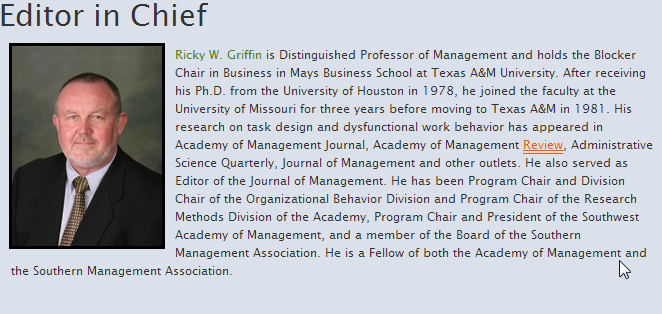 Editor in Chief
Ricky W. Griffin is Distinguished Professor of Management and holds the Blocker
Chair in Business in Mays Business School at Texas A&M University. After receiving
his Ph.D. from the University of Houston in 1978, he joined the faculty at the
University of Missouri for three years before moving to Texas A&M in 1981. His
research on task design and dysfunctional work behavior has appeared in
Academy of Management Journal, Academy of Management Review, Administrative
Science Quarterly, Journal of Management and other outlets. He also served as
Editor of the Journal of Management. He has been Program Chair and Division
Chair of the Organizational Behavior Division and Program Chair of the Research
Methods Division of the Academy, Program Chair and President of the Southwest
Academy of Management, and a member of the Board of the Southern
Management Association. He is a Fellow of both the Academy of Management and
the Southern Management Association.